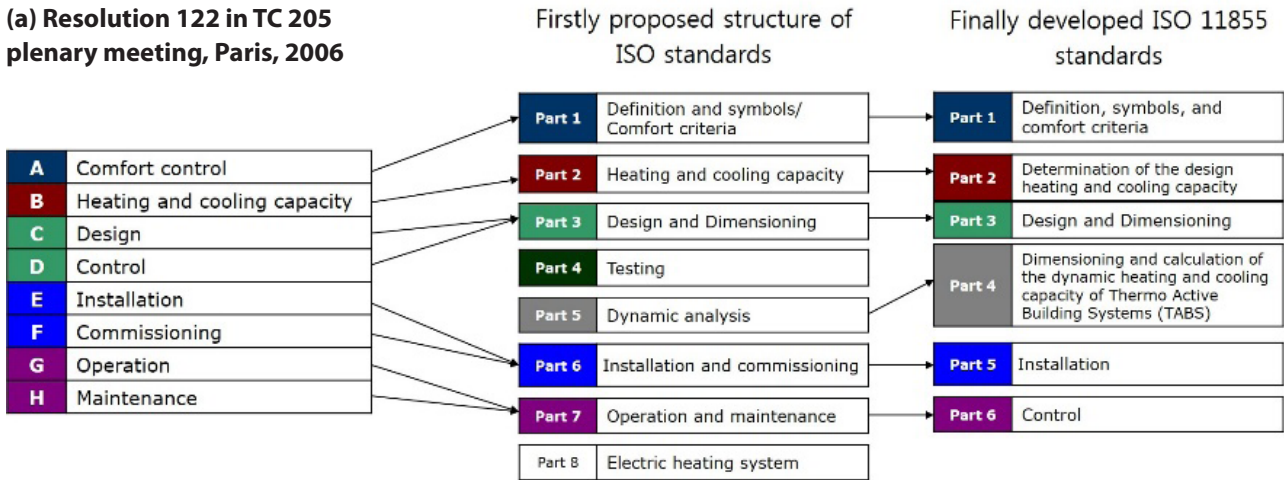 (a) Resolution 122 in TC 205
plenary meeting, Paris, 2006
A Comfort control
B Heating and cooling capacity
C Design
D Control
E Installation
F Commissioning
G Operation
H Maintenance
Firstly proposed structure of
ISO standards
Part 1 Definition and symbols/
Comfort criteria
Part 2 Heating and cooling capacity
Part 3 Design and Dimensioning
Part 4 Testing
Part 5 Dynamic analysis
Part 6 Installation and commissioning
Part 7 Operation and maintenance
Part 8 Electric heating system
Finally developed ISO 11855
standards
Part 1 Definition, symbols, and
comfort criteria
Part 2 Determination of the design
heating and cooling capacity
Part 3 Design and Dimensioning
Part 4 Dimensioning and calculation of
the dynamic heating and cooling
capacity of Thermo Active
Building Systems (TABS)
Part 5 Installation
Part 6 Control